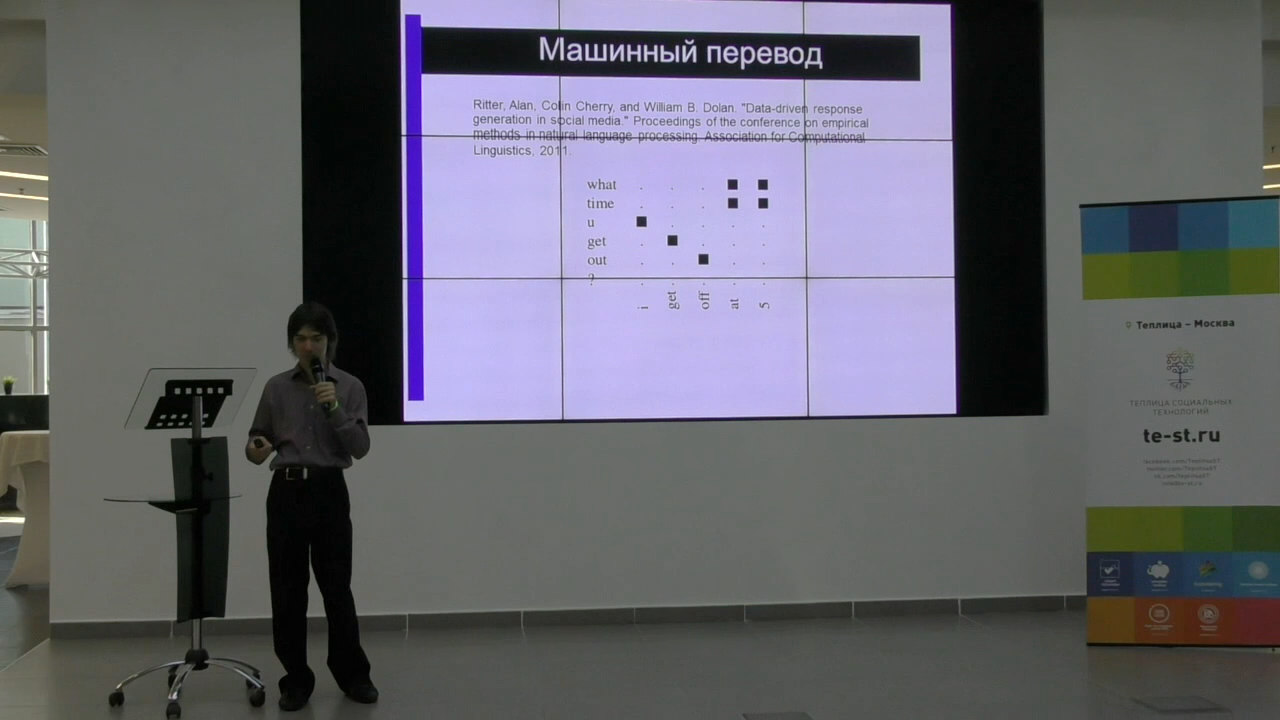 Машинный перевод
Ritter, Alan, Colin Cherry, and William B. Dolan. "Data-driven response
generation in social media." Proceedings of the conference on empirical
methods in natural language processing. Association for Computational
Linguistics, 2011.
what
time
u
get
out
?
i get off at 5
Теплица – Москва
ТЕПЛИЦА СОЦИАЛЬНЫХ
ТЕХНОЛОГИЙ
te-st.ru